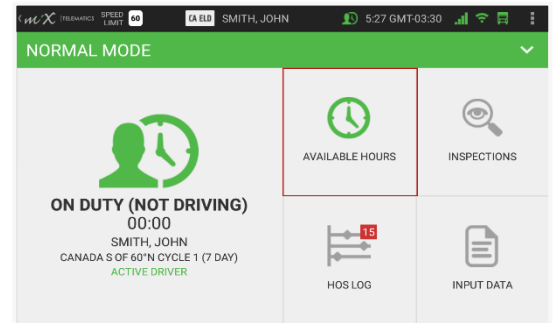 miX TELEMATICS SPEED LIMIT 60 CA ELD SMITH, JOHN 5:27 GMT-03:30
NORMAL MODE
AVAILABLE HOURS
INSPECTIONS
ON DUTY (NOT DRIVING)
00:00
SMITH, JOHN
CANADA S OF 60°N CYCLE 1 (7 DAY)
ACTIVE DRIVER
15
HOS LOG
INPUT DATA